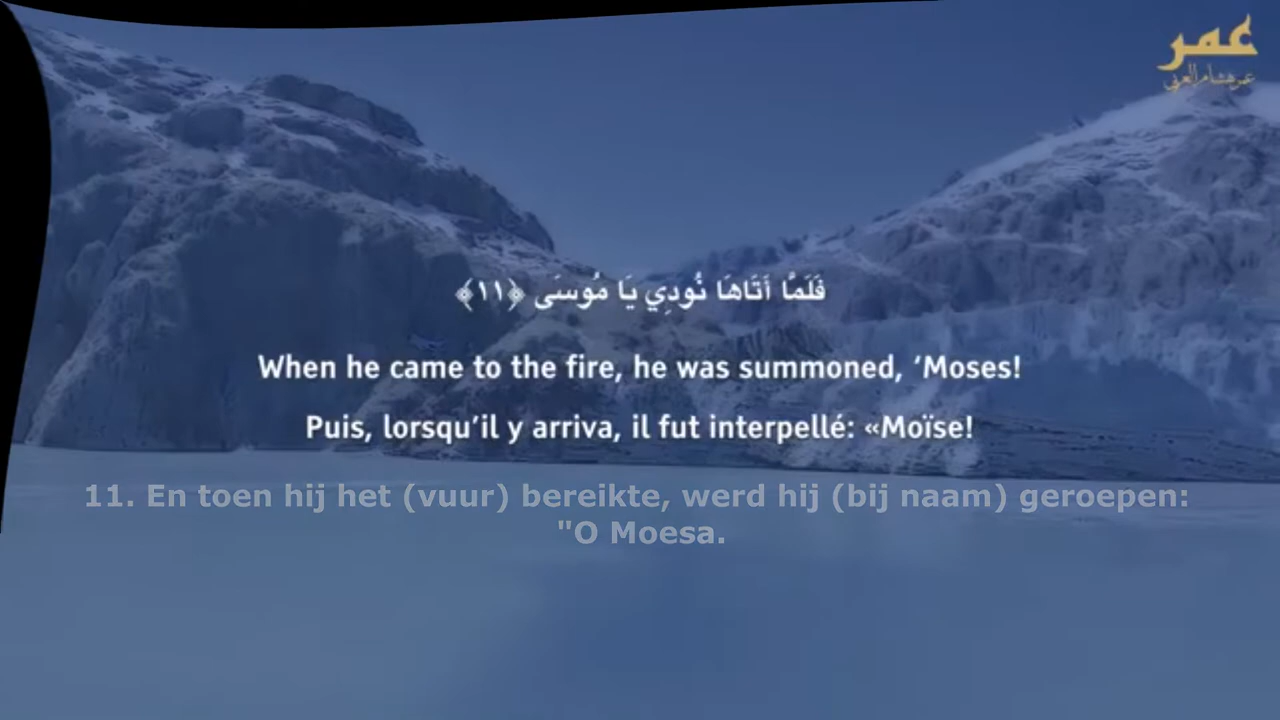 عمر
عمر هشام العربي
فَلَمَّا أَتَاهَا نُودِي يَا مُوسَى ﴿١١﴾
When he came to the fire, he was summoned, ‘Moses!
Puis, lorsqu’il y arriva, il fut interpellé: «Moïse!
11. En toen hij het (vuur) bereikte, werd hij (bij naam) geroepen:
"O Moesa.